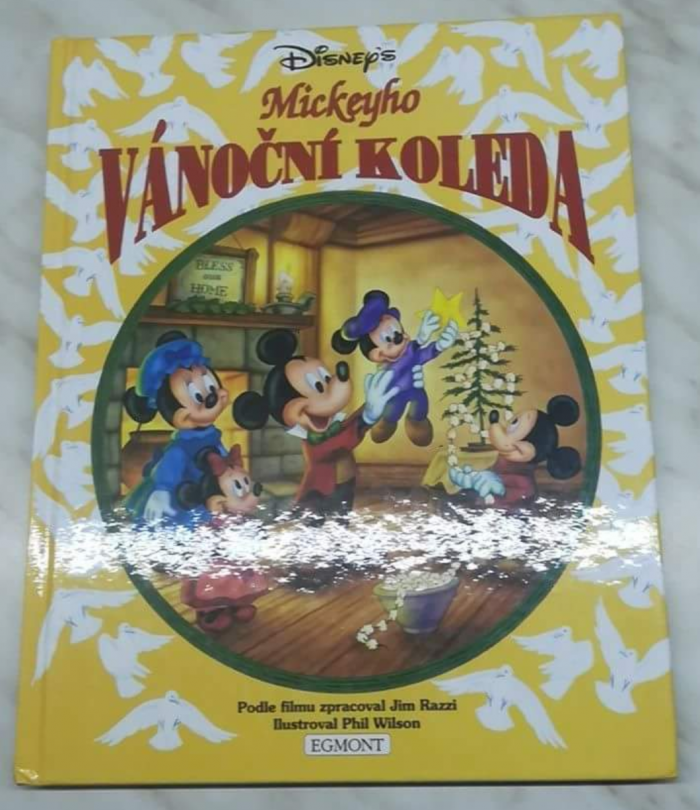 Disney's
Mickeyho
VÁNOČNÍ KOLEDA
BLESS
HOME
Podle filmu zpracoval Jim Razzi
Ilustroval Phil Wilson
EGMONT